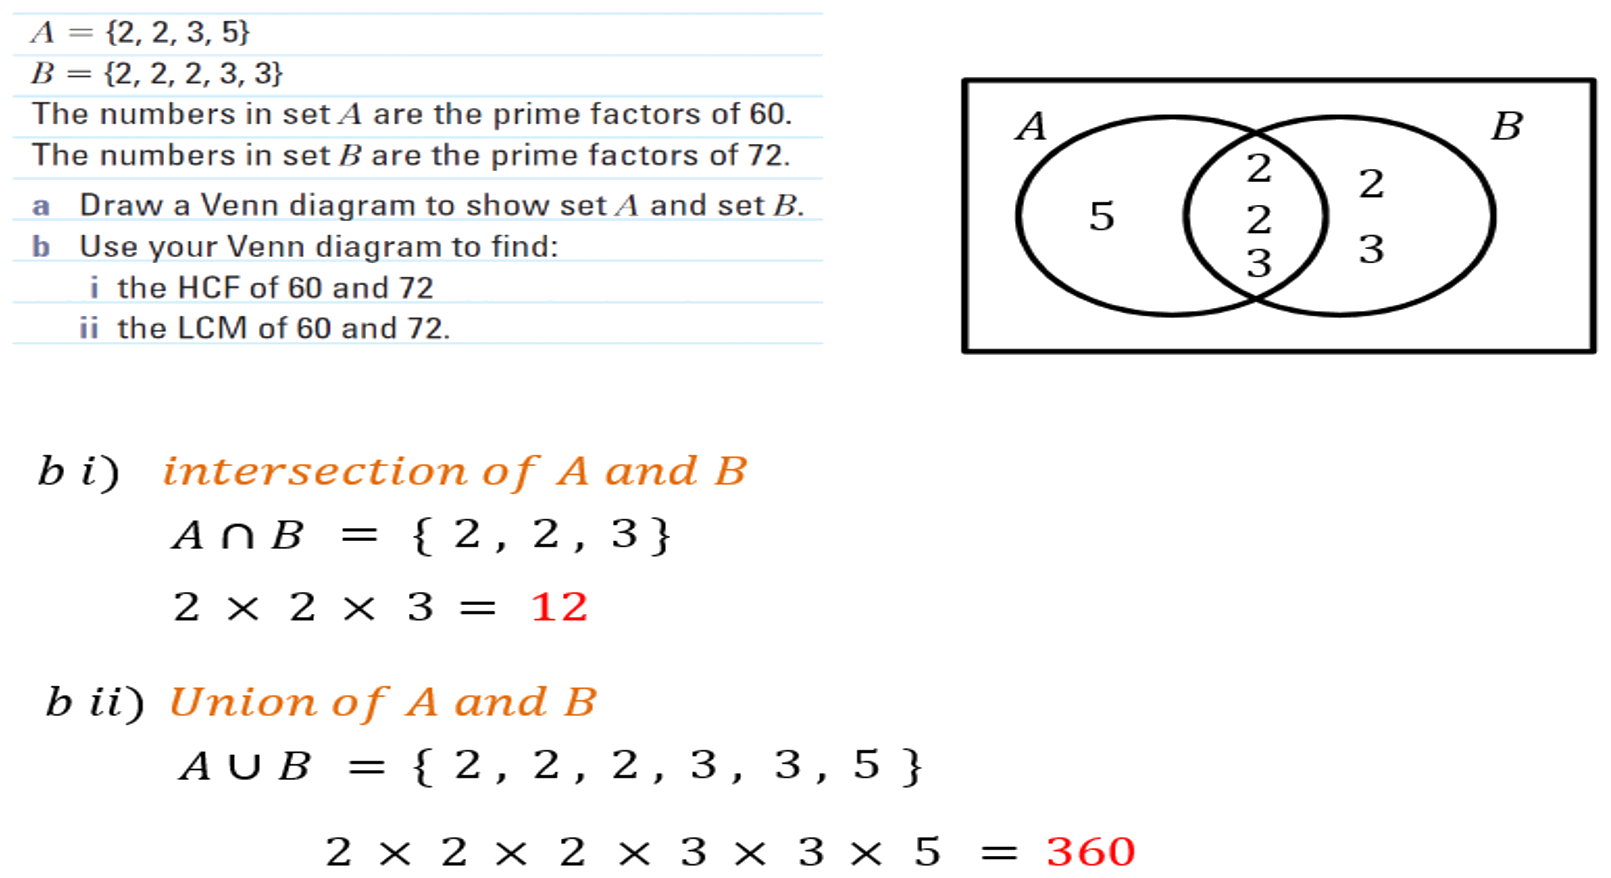 A = {2, 2, 3, 5}
B = {2, 2, 2, 3, 3}
The numbers in set A are the prime factors of 60.
The numbers in set B are the prime factors of 72.
a Draw a Venn diagram to show set A and set B.
b Use your Venn diagram to find:
i the HCF of 60 and 72
ii the LCM of 60 and 72.
A B
5
2
2
3
2
3
b i) intersection of A and B
A ∩ B = { 2 , 2 , 3 }
2 × 2 × 3 = 12
b ii) Union of A and B
A ∪ B = { 2 , 2 , 2 , 3 , 3 , 5 }
2 × 2 × 2 × 3 × 3 × 5 = 360